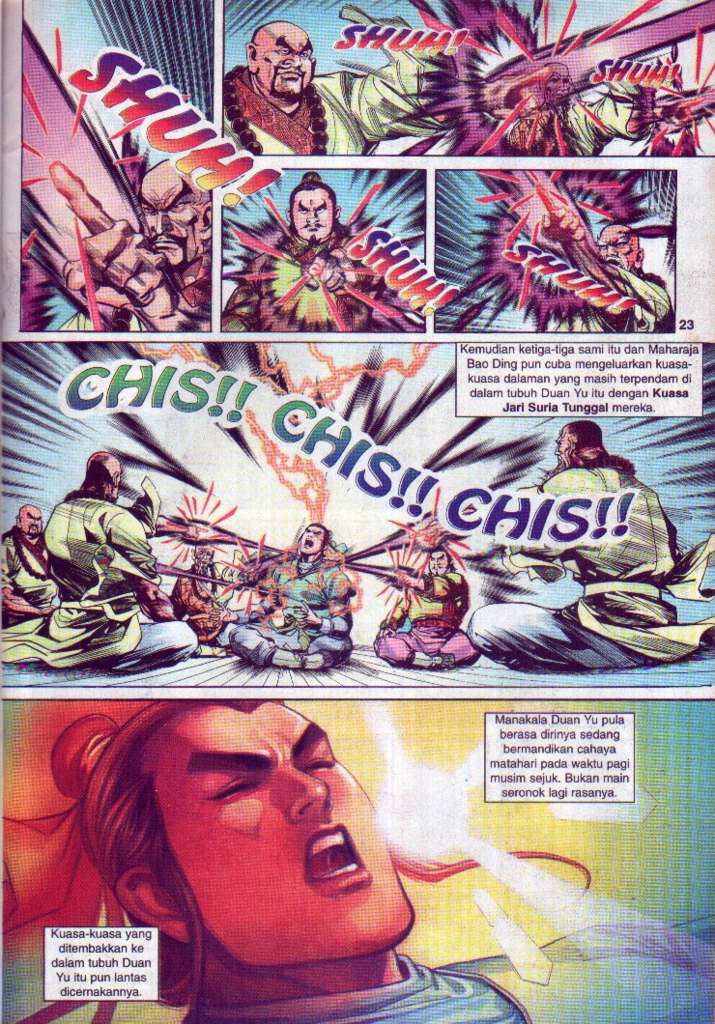 SHUH!
SHUH!
SHUH!
SHUH!
SHUH!
23
Kemudian ketiga-tiga sami itu dan Maharaja
Bao Ding pun cuba mengeluarkan kuasa-
kuasa dalaman yang masih terpendam di
dalam tubuh Duan Yu itu dengan Kuasa
Jari Suria Tunggal mereka.
CHIS!! CHIS!! CHIS!!
Manakala Duan Yu pula
berasa dirinya sedang
bermandikan cahaya
matahari pada waktu pagi
musim sejuk. Bukan main
seronok lagi rasanya.
Kuasa-kuasa yang
ditembakkan ke
dalam tubuh Duan
Yu itu pun lantas
dicernakannya.